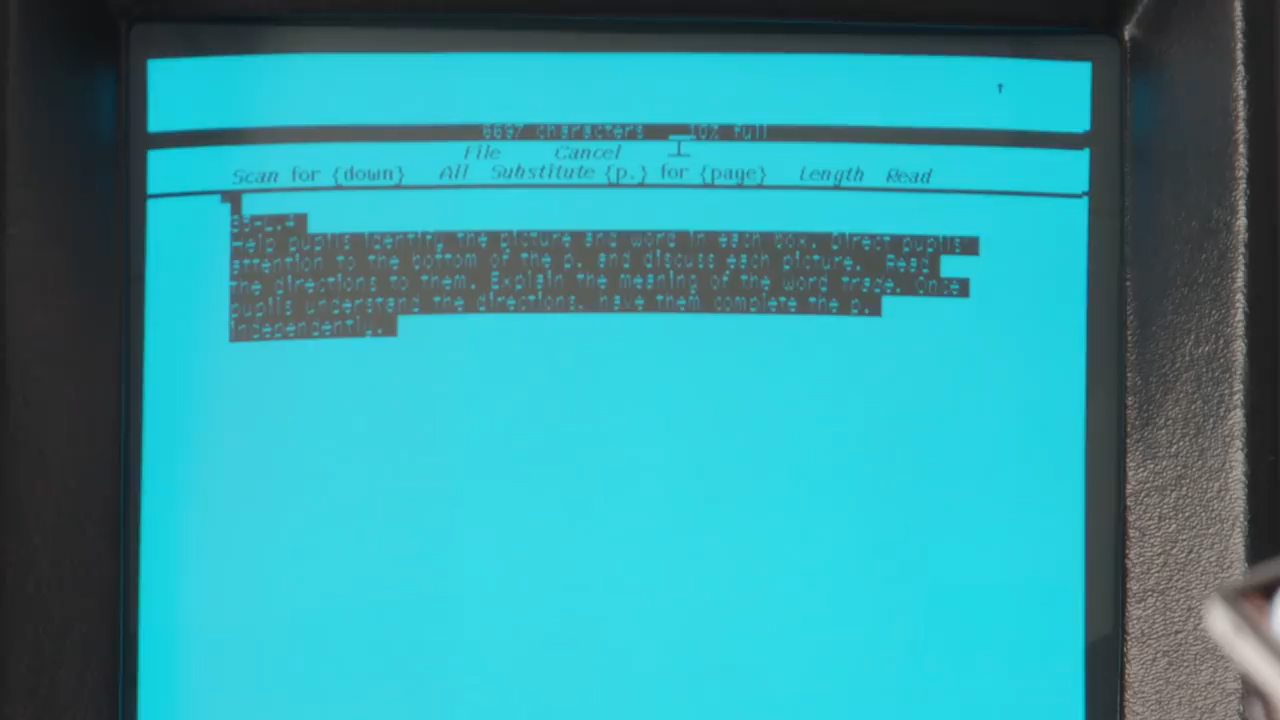 ↑
6697 characters 10% full
File Cancel
Scan for {down} All Substitute {p.} for {page} Length Read
Help pupils identify the picture and word in each box. Direct pupils'
attention to the bottom of the p. and discuss each picture. Read
the directions to them. Explain the meaning of the word trade. Once
pupils understand the directions, have them complete the p.
independently.